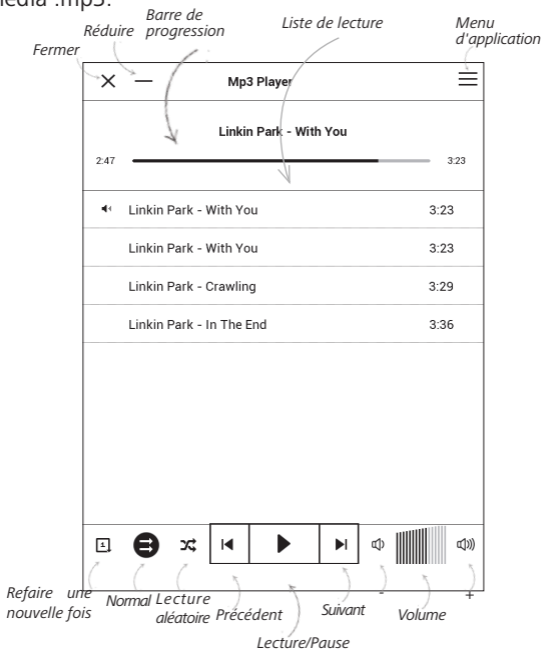 média .mp3.
Barre de
progression
Réduire
Liste de lecture
Menu
d'application
Fermer
Mp3 Player
Linkin Park - With You
2:47 3:23
Linkin Park - With You 3:23
Linkin Park - With You 3:23
Linkin Park - Crawling 3:29
Linkin Park - In The End 3:36
1
- +
Refaire une
nouvelle fois
Normal
Lecture
aléatoire
Précédent
Suivant
Volume
Lecture/Pause